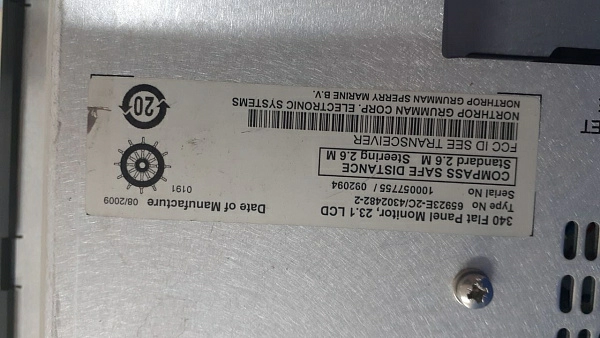 340 Flat Panel Monitor, 23.1 LCD
Type No 65923E-2C/4302482-2
Serial No 100057755 / 092094
COMPASS SAFE DISTANCE
Standard 2.6 M Steering 2.6 M
FCC ID SEE TRANSCEIVER
NORTHROP GRUMMAN CORP. ELECTRONIC SYSTEMS
NORTHROP GRUMMAN SPERRY MARINE B.V.
Date of Manufacture 08/2009
0191
20
ET